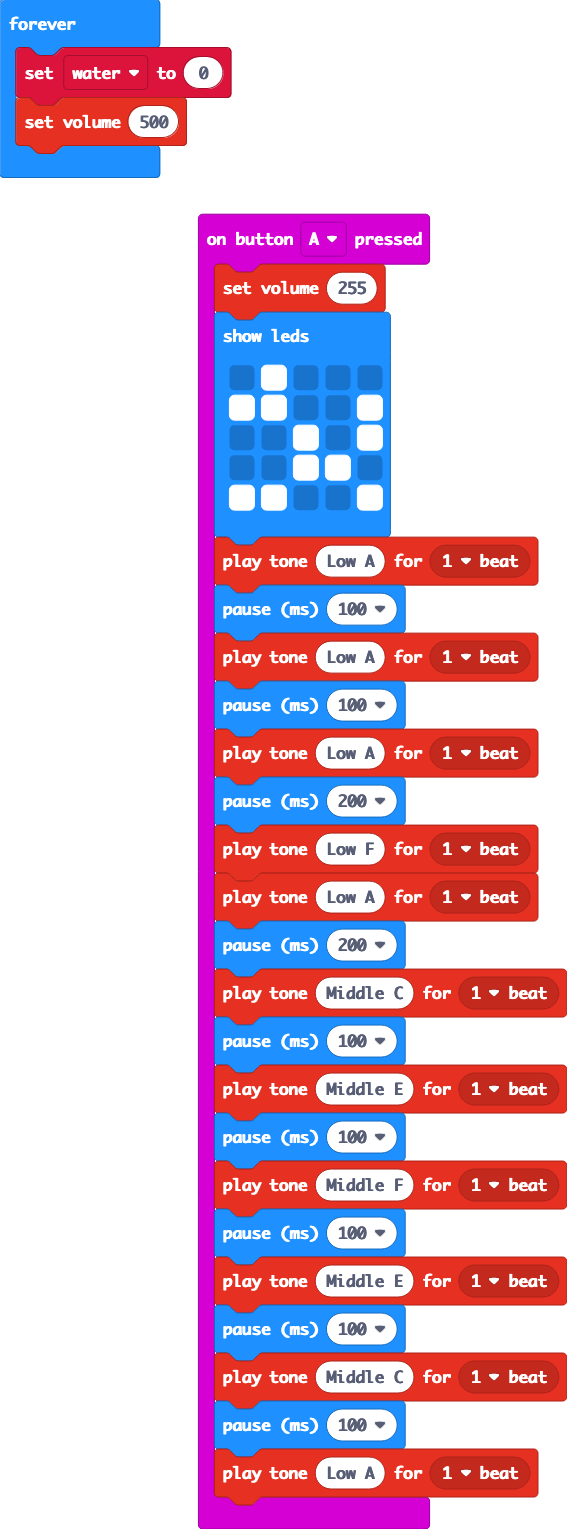 forever
set water to 0
set volume 500
on button A pressed
set volume 255
show leds
play tone Low A for 1 beat
pause (ms) 100
play tone Low A for 1 beat
pause (ms) 100
play tone Low A for 1 beat
pause (ms) 200
play tone Low F for 1 beat
play tone Low A for 1 beat
pause (ms) 200
play tone Middle C for 1 beat
pause (ms) 100
play tone Middle E for 1 beat
pause (ms) 100
play tone Middle F for 1 beat
pause (ms) 100
play tone Middle E for 1 beat
pause (ms) 100
play tone Middle C for 1 beat
pause (ms) 100
play tone Low A for 1 beat